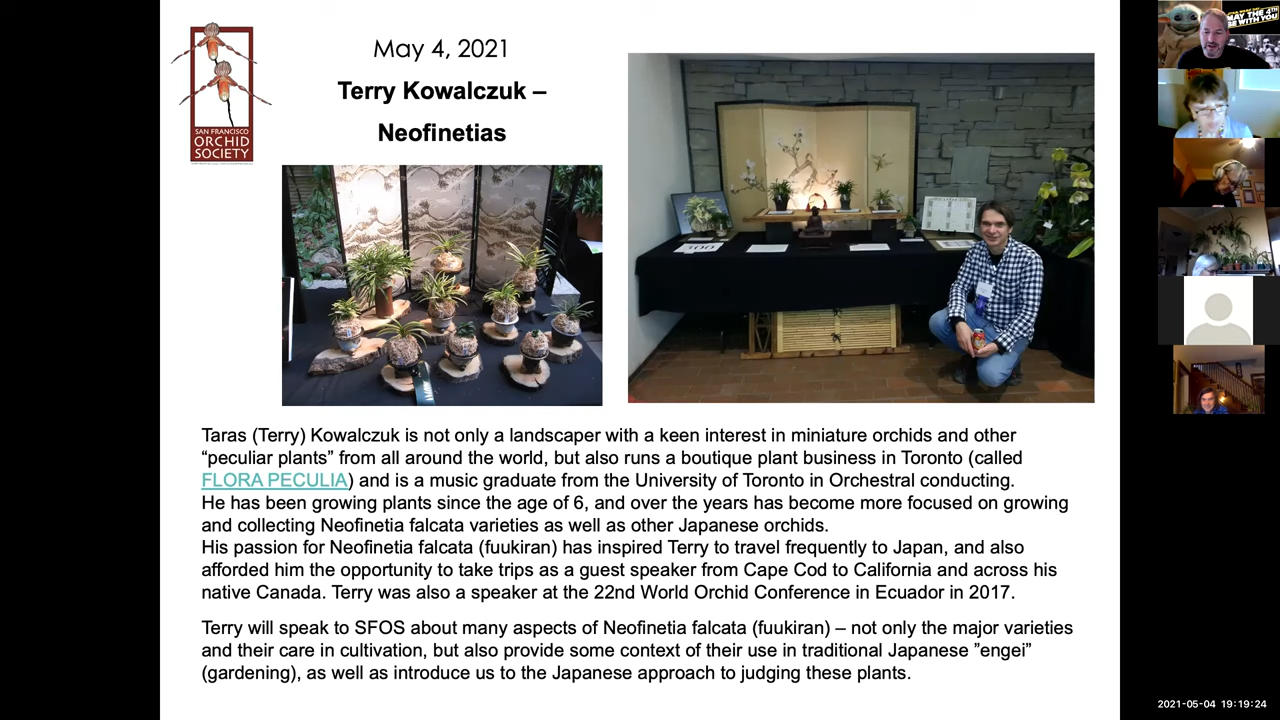 May 4, 2021
Terry Kowalczuk –
Neofinetias
SAN FRANCISCO
ORCHID
SOCIETY
Taras (Terry) Kowalczuk is not only a landscaper with a keen interest in miniature orchids and other
“peculiar plants” from all around the world, but also runs a boutique plant business in Toronto (called
FLORA PECULIA) and is a music graduate from the University of Toronto in Orchestral conducting.
He has been growing plants since the age of 6, and over the years has become more focused on growing
and collecting Neofinetia falcata varieties as well as other Japanese orchids.
His passion for Neofinetia falcata (fuukiran) has inspired Terry to travel frequently to Japan, and also
afforded him the opportunity to take trips as a guest speaker from Cape Cod to California and across his
native Canada. Terry was also a speaker at the 22nd World Orchid Conference in Ecuador in 2017.
Terry will speak to SFOS about many aspects of Neofinetia falcata (fuukiran) – not only the major varieties
and their care in cultivation, but also provide some context of their use in traditional Japanese ”engei”
(gardening), as well as introduce us to the Japanese approach to judging these plants.
MAY THE 4TH
BE WITH YOU
2021-05-04 19:19:24